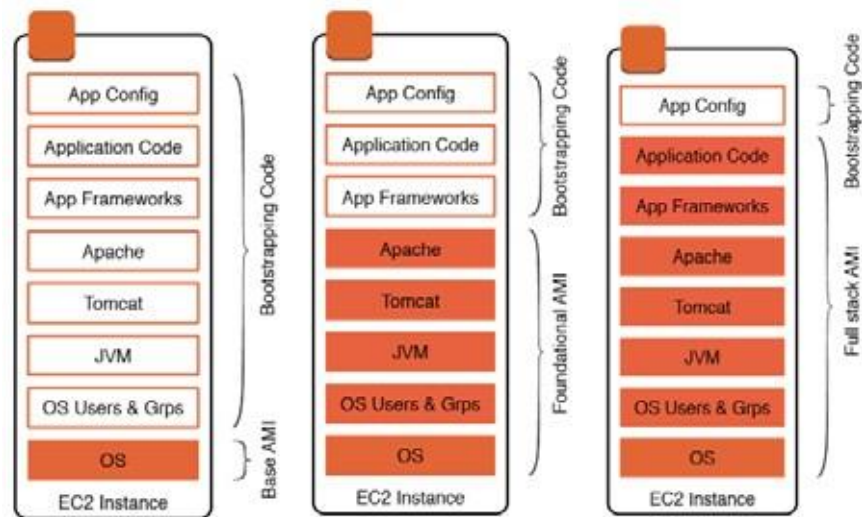 App Config
Application Code
App Frameworks
Apache
Tomcat
JVM
OS Users & Grps
OS
EC2 Instance
Bootstrapping Code
Base AMI
App Config
Application Code
App Frameworks
Apache
Tomcat
JVM
OS Users & Grps
OS
EC2 Instance
Bootstrapping Code
Foundational AMI
App Config
Application Code
App Frameworks
Apache
Tomcat
JVM
OS Users & Grps
OS
EC2 Instance
Bootstrapping Code
Full stack AMI